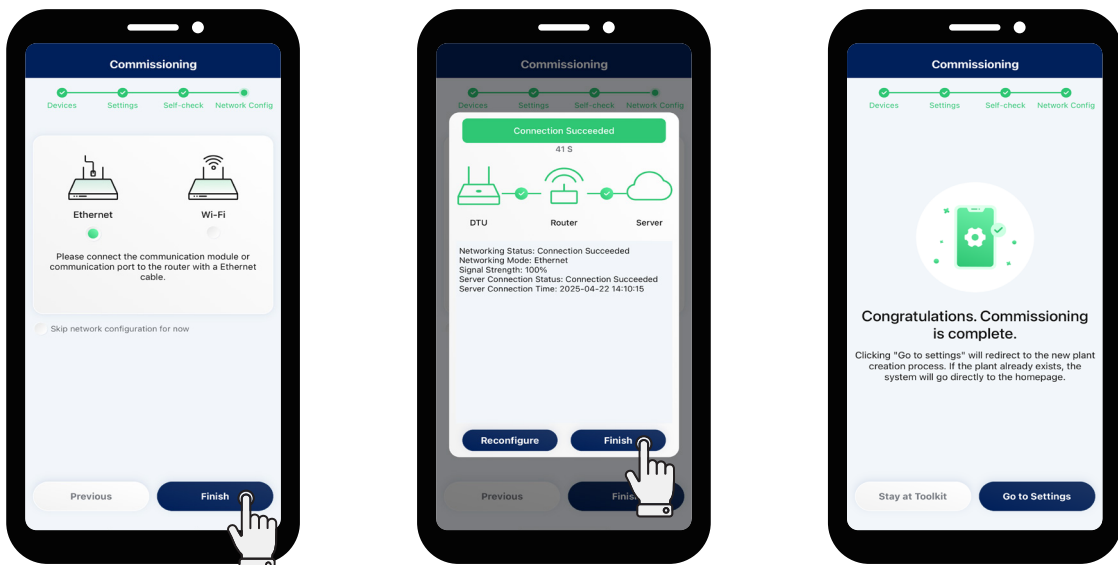 Commissioning
Devices Settings Self-check Network Config
Ethernet Wi-Fi
Please connect the communication module or
communication port to the router with a Ethernet
cable.
Skip network configuration for now
Previous Finish
Commissioning
Devices Settings Self-check Network Config
Connection Succeeded
41 S
DTU Router Server
Networking Status: Connection Succeeded
Networking Mode: Ethernet
Signal Strength: 100%
Server Connection Status: Connection Succeeded
Server Connection Time: 2025-04-22 14:10:15
Reconfigure Finish
Previous Finish
Commissioning
Devices Settings Self-check Network Config
Congratulations. Commissioning
is complete.
Clicking "Go to settings" will redirect to the new plant
creation process. If the plant already exists, the
system will go directly to the homepage.
Stay at Toolkit Go to Settings